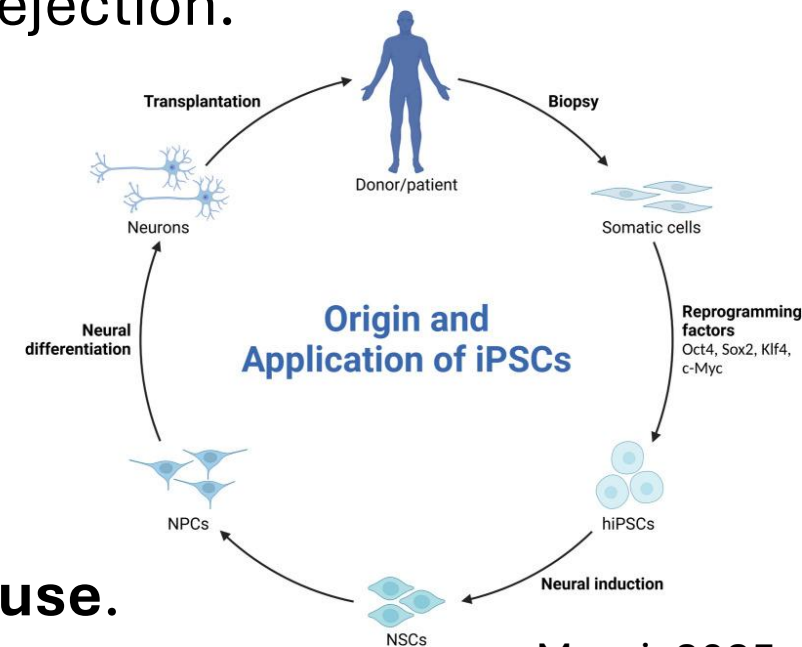 ejection.
Transplantation
Biopsy
Donor/patient
Neurons
Somatic cells
Origin and
Application of iPSCs
Reprogramming
factors
Oct4, Sox2, Klf4,
c-Myc
Neural
differentiation
NPCs
hiPSCs
Neural induction
use.
NSCs